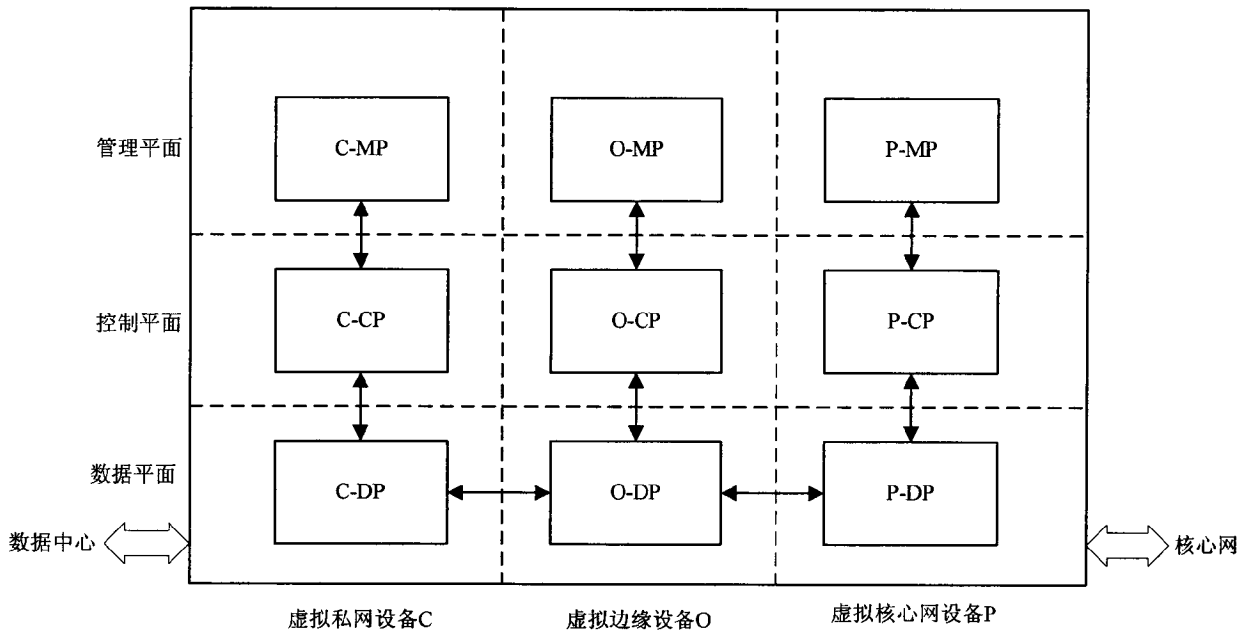 管理平面
C-MP
O-MP
P-MP
控制平面
C-CP
O-CP
P-CP
数据平面
C-DP
O-DP
P-DP
数据中心
核心网
虚拟私网设备C
虚拟边缘设备O
虚拟核心网设备P